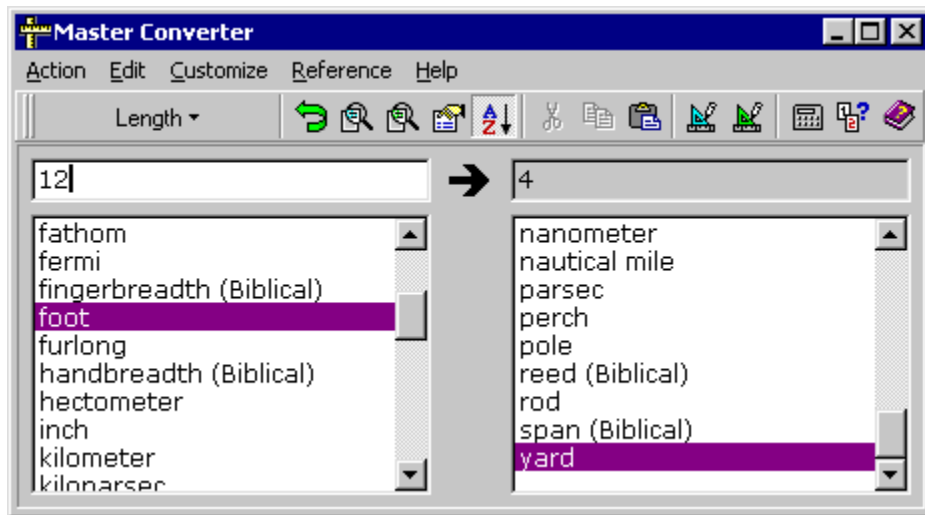 Master Converter
Action Edit Customize Reference Help
Length
12
4
fathom
fermi
fingerbreadth (Biblical)
foot
furlong
handbreadth (Biblical)
hectometer
inch
kilometer
kiloparsec
nanometer
nautical mile
parsec
perch
pole
reed (Biblical)
rod
span (Biblical)
yard